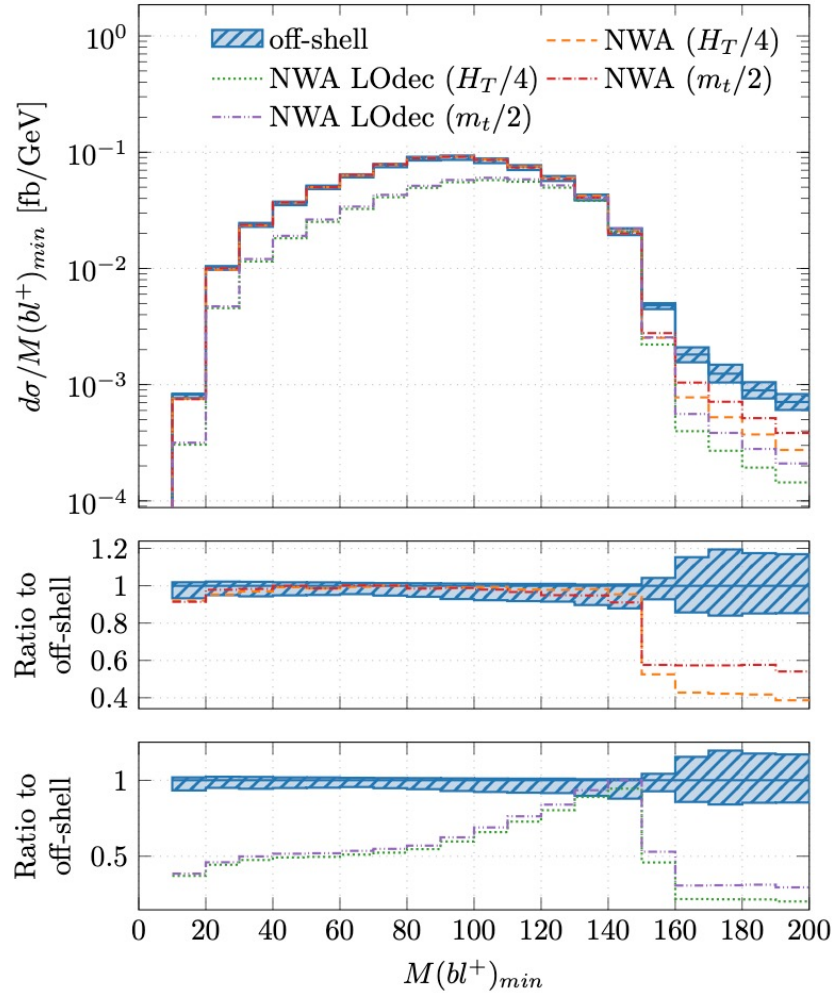 10^0
off-shell
NWA (H_T/4)
NWA LOdec (H_T/4)
NWA (m_t/2)
NWA LOdec (m_t/2)
10^{-1}
10^{-2}
10^{-3}
10^{-4}
dσ/M(bl^+)_{min} [fb/GeV]
1.2
1
0.8
0.6
0.4
Ratio to
off-shell
1
0.5
Ratio to
off-shell
0 20 40 60 80 100 120 140 160 180 200
M(bl^+)_{min}